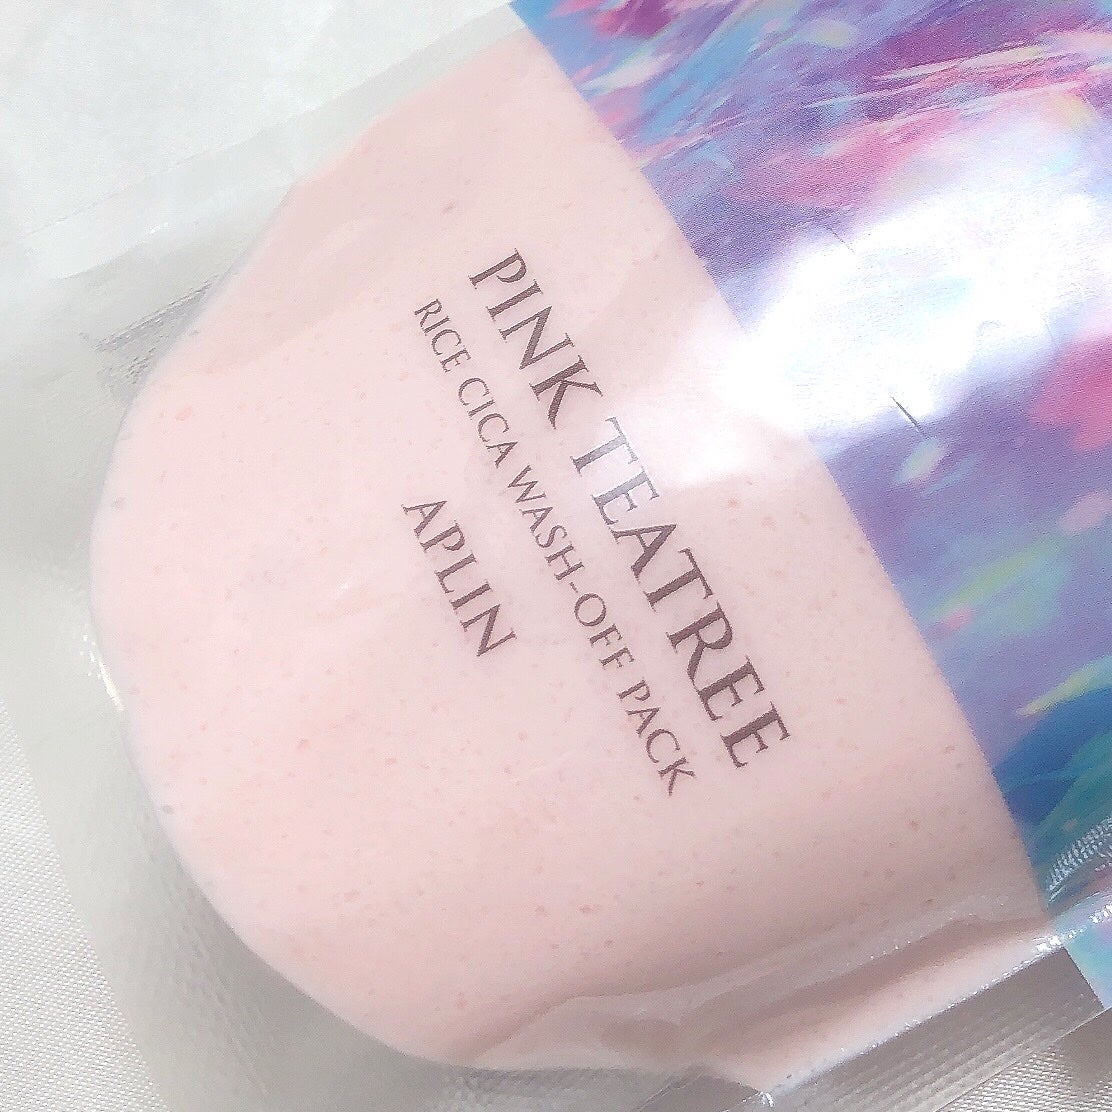 PINK TEATREE
RICE CICA WASH-OFF PACK
APLIN